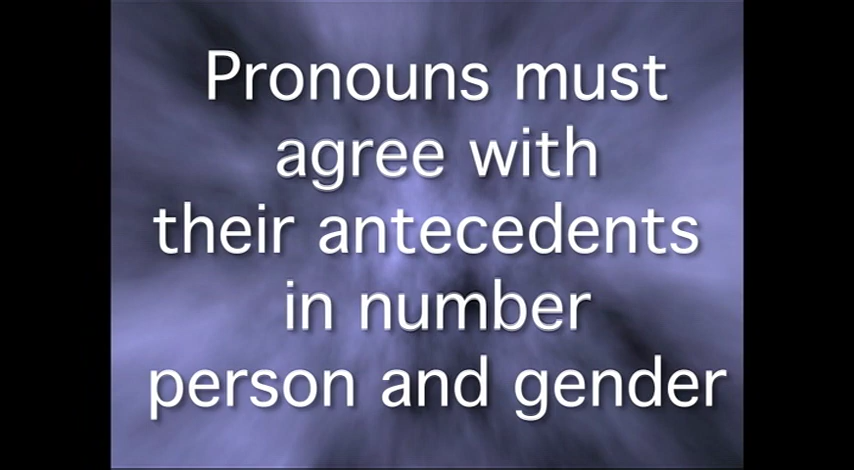 Pronouns must
agree with
their antecedents
in number
person and gender